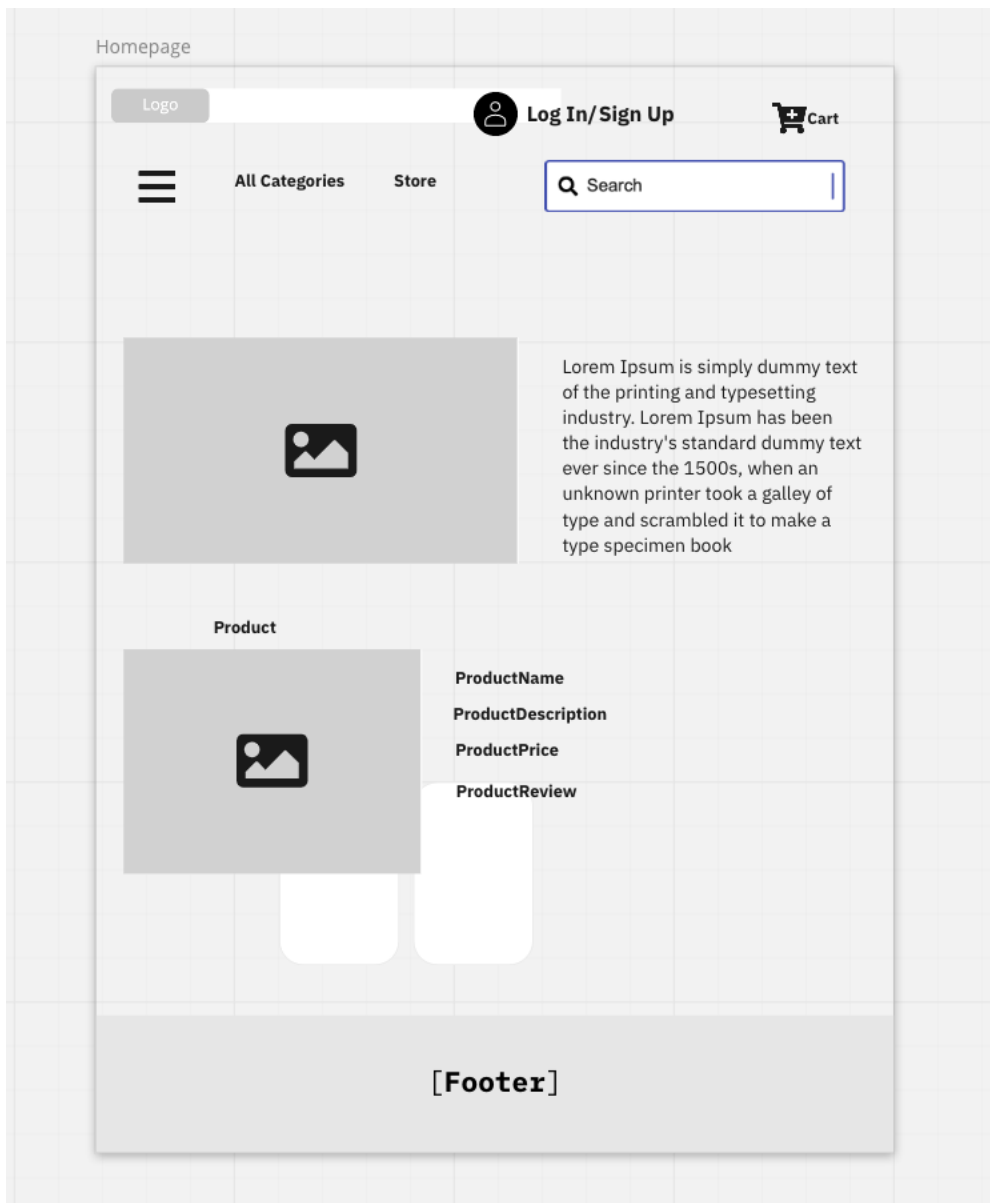 Homepage
Logo
Log In/Sign Up
Cart
All Categories
Store
Search
Lorem Ipsum is simply dummy text
of the printing and typesetting
industry. Lorem Ipsum has been
the industry's standard dummy text
ever since the 1500s, when an
unknown printer took a galley of
type and scrambled it to make a
type specimen book
Product
ProductName
ProductDescription
ProductPrice
ProductReview
[Footer]